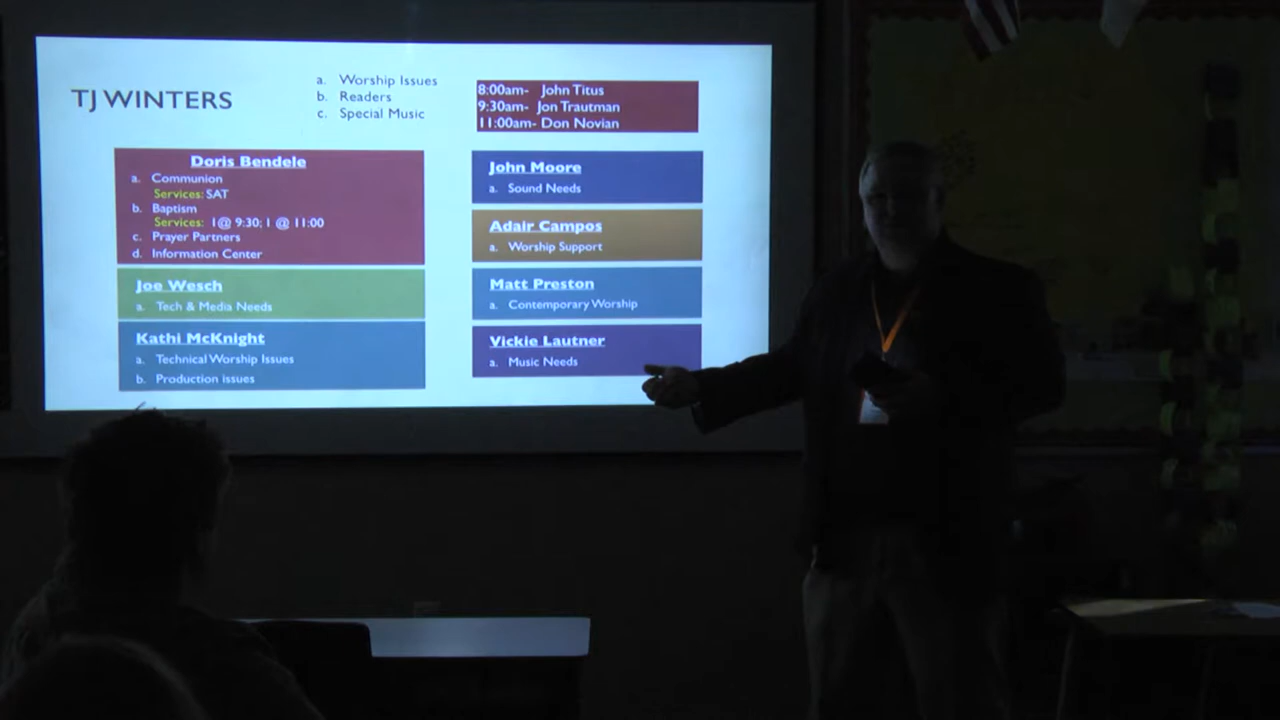 TJ WINTERS
a. Worship Issues
b. Readers
c. Special Music
8:00am- John Titus
9:30am- Jon Trautman
11:00am- Don Novian
Doris Bendele
a. Communion
Services: SAT
b. Baptism
Services: 1@ 9:30; 1 @ 11:00
c. Prayer Partners
d. Information Center
Joe Wesch
a. Tech & Media Needs
Kathi McKnight
a. Technical Worship Issues
b. Production issues
John Moore
a. Sound Needs
Adair Campos
a. Worship Support
Matt Preston
a. Contemporary Worship
Vickie Lautner
a. Music Needs